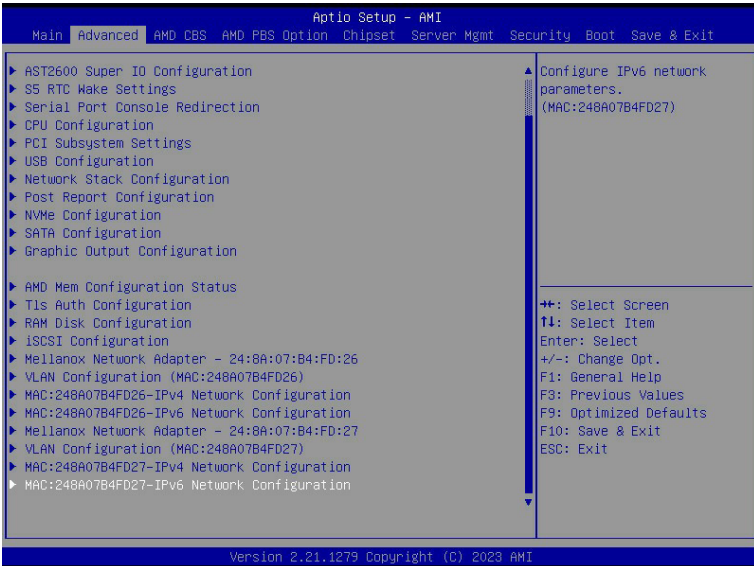 Aptio Setup – AMI
Main Advanced AMD CBS AMD PBS Option Chipset Server Mgmt Security Boot Save & Exit
AST2600 Super IO Configuration
S5 RTC Wake Settings
Serial Port Console Redirection
CPU Configuration
PCI Subsystem Settings
USB Configuration
Network Stack Configuration
Post Report Configuration
NVMe Configuration
SATA Configuration
Graphic Output Configuration
AMD Mem Configuration Status
Tls Auth Configuration
RAM Disk Configuration
iSCSI Configuration
Mellanox Network Adapter – 24:8A:07:B4:FD:26
VLAN Configuration (MAC:248A07B4FD26)
MAC:248A07B4FD26-IPv4 Network Configuration
MAC:248A07B4FD26-IPv6 Network Configuration
Mellanox Network Adapter – 24:8A:07:B4:FD:27
VLAN Configuration (MAC:248A07B4FD27)
MAC:248A07B4FD27-IPv4 Network Configuration
MAC:248A07B4FD27-IPv6 Network Configuration
Configure IPv6 network
parameters.
(MAC:248A07B4FD27)
→←: Select Screen
↑↓: Select Item
Enter: Select
+/-: Change Opt.
F1: General Help
F3: Previous Values
F9: Optimized Defaults
F10: Save & Exit
ESC: Exit
Version 2.21.1279 Copyright (C) 2023 AMI